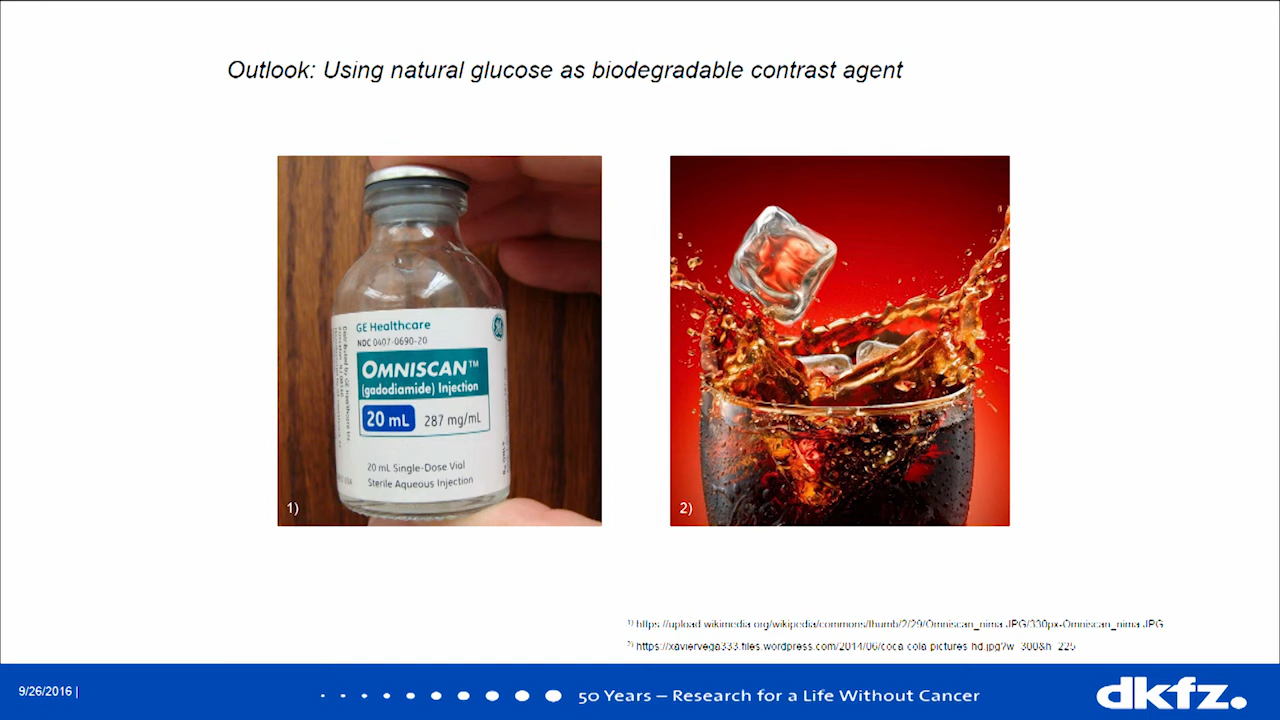 Outlook: Using natural glucose as biodegradable contrast agent
GE Healthcare
NDC 0407-0690-20
OMNISCAN™
(gadodiamide) Injection
20 mL 287 mg/mL
20 mL Single-Dose Vial
Sterile Aqueous Injection
1)
2)
1) https://upload.wikimedia.org/wikipedia/commons/thumb/2/29/Omniscan_nima.JPG/330px-Omniscan_nima.JPG
2) https://xaviervega333.files.wordpress.com/2014/06/coca-cola-pictures-hd.jpg?w=300&h=225
9/26/2016 |
50 Years – Research for a Life Without Cancer
dkfz.